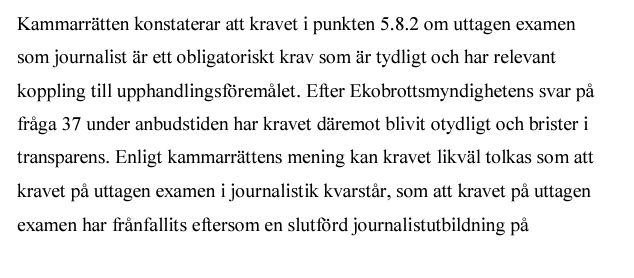 Kammarrätten konstaterar att kravet i punkten 5.8.2 om uttagen examen
som journalist är ett obligatoriskt krav som är tydligt och har relevant
koppling till upphandlingsföremålet. Efter Ekobrottsmyndighetens svar på
fråga 37 under anbudstiden har kravet däremot blivit otydligt och brister i
transparens. Enligt kammarrättens mening kan kravet likväl tolkas som att
kravet på uttagen examen i journalistik kvarstår, som att kravet på uttagen
examen har frånfallits eftersom en slutförd journalistutbildning på